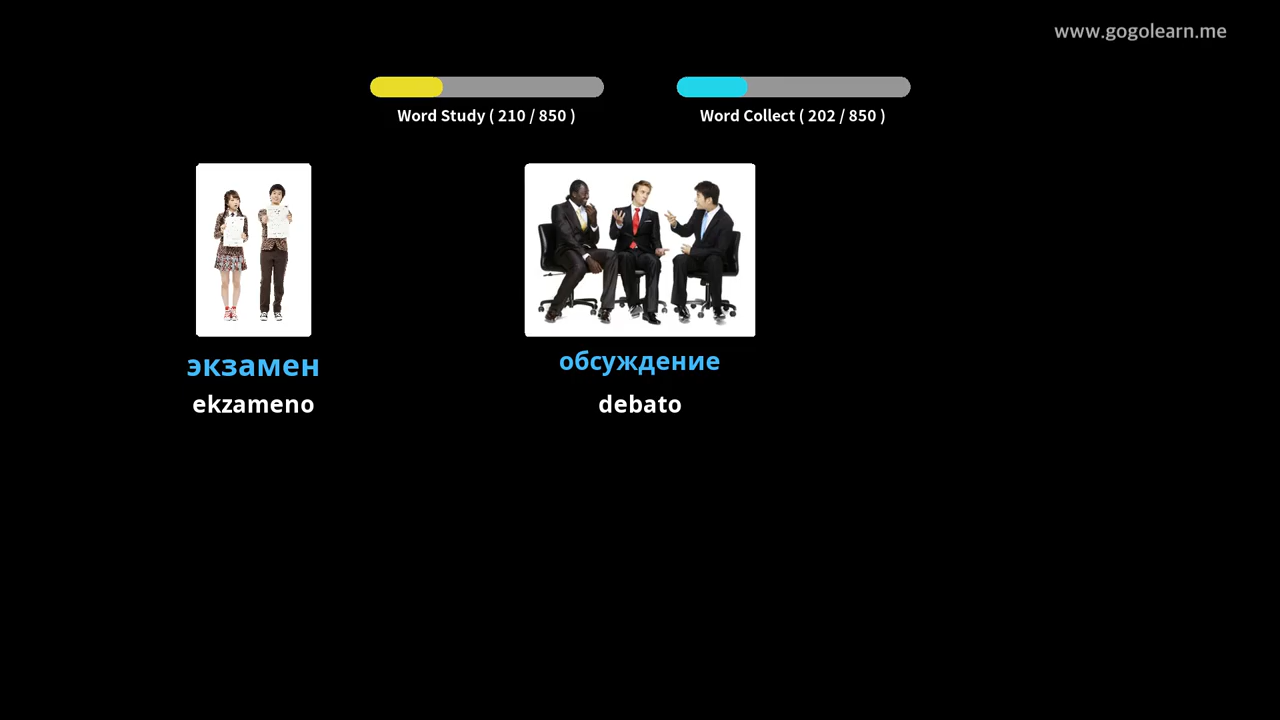 www.gogolearn.me
Word Study ( 210 / 850 )
Word Collect ( 202 / 850 )
экзамен
ekzameno
обсуждение
debato